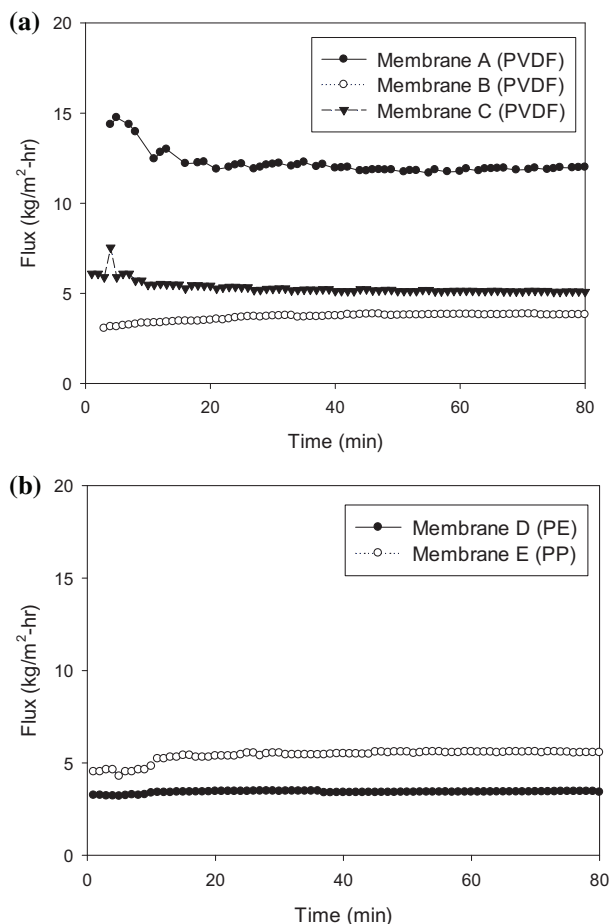 (a)
20
15
10
5
0
Flux (kg/m²-hr)
Membrane A (PVDF)
Membrane B (PVDF)
Membrane C (PVDF)
0 20 40 60 80
Time (min)
(b)
20
15
10
5
0
Flux (kg/m²-hr)
Membrane D (PE)
Membrane E (PP)
0 20 40 60 80
Time (min)